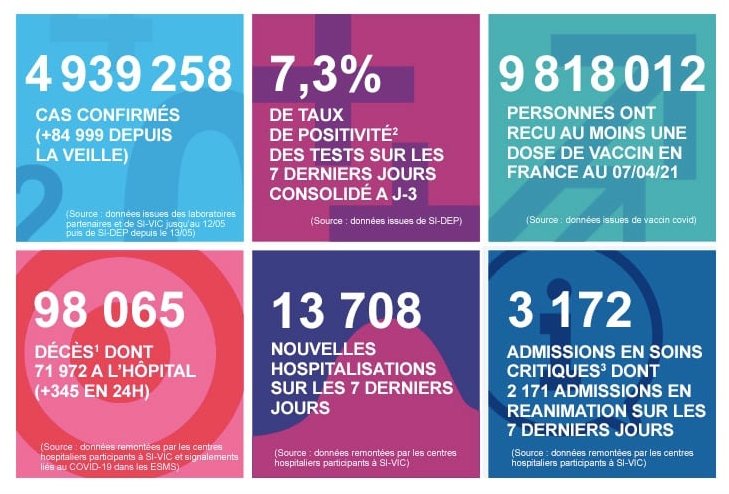 4 939 258
CAS CONFIRMÉS
(+84 999 DEPUIS
LA VEILLE)
(Source : données issues des laboratoires
partenaires et de SI-VIC jusqu'au 12/05
puis de SI-DEP depuis le 13/05)
7,3%
DE TAUX
DE POSITIVITÉ²
DES TESTS SUR LES
7 DERNIERS JOURS
CONSOLIDÉ A J-3
(Source : données issues de SI-DEP)
9 818 012
PERSONNES ONT
RECU AU MOINS UNE
DOSE DE VACCIN EN
FRANCE AU 07/04/21
(Source : données issues de vaccin covid)
98 065
DÉCÈS¹ DONT
71 972 A L'HÔPITAL
(+345 EN 24H)
(Source : données remontées par les centres
hospitaliers participants à SI-VIC et signalements
liés au COVID-19 dans les ESMS)
13 708
NOUVELLES
HOSPITALISATIONS
SUR LES 7 DERNIERS
JOURS
(Source : données remontées par les centres
hospitaliers participants à SI-VIC)
3 172
ADMISSIONS EN SOINS
CRITIQUES³ DONT
2 171 ADMISSIONS EN
REANIMATION SUR LES
7 DERNIERS JOURS
(Source : données remontées par les centres
hospitaliers participants à SI-VIC)